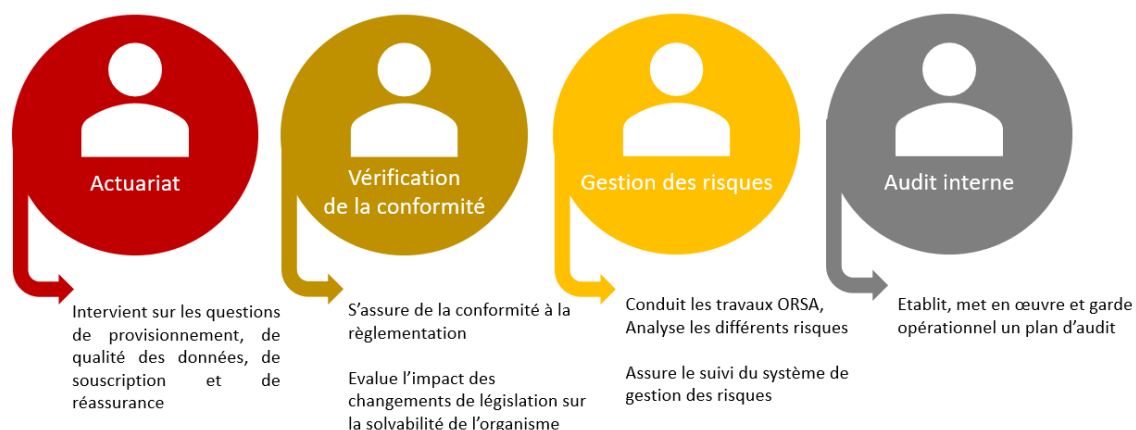 Actuariat
Intervient sur les questions
de provisionnement, de
qualité des données, de
souscription et de
réassurance
Vérification
de la conformité
S’assure de la conformité à la
règlementation
Evalue l’impact des
changements de législation sur
la solvabilité de l’organisme
Gestion des risques
Conduit les travaux ORSA,
Analyse les différents risques
Assure le suivi du système de
gestion des risques
Audit interne
Etablit, met en œuvre et garde
opérationnel un plan d’audit